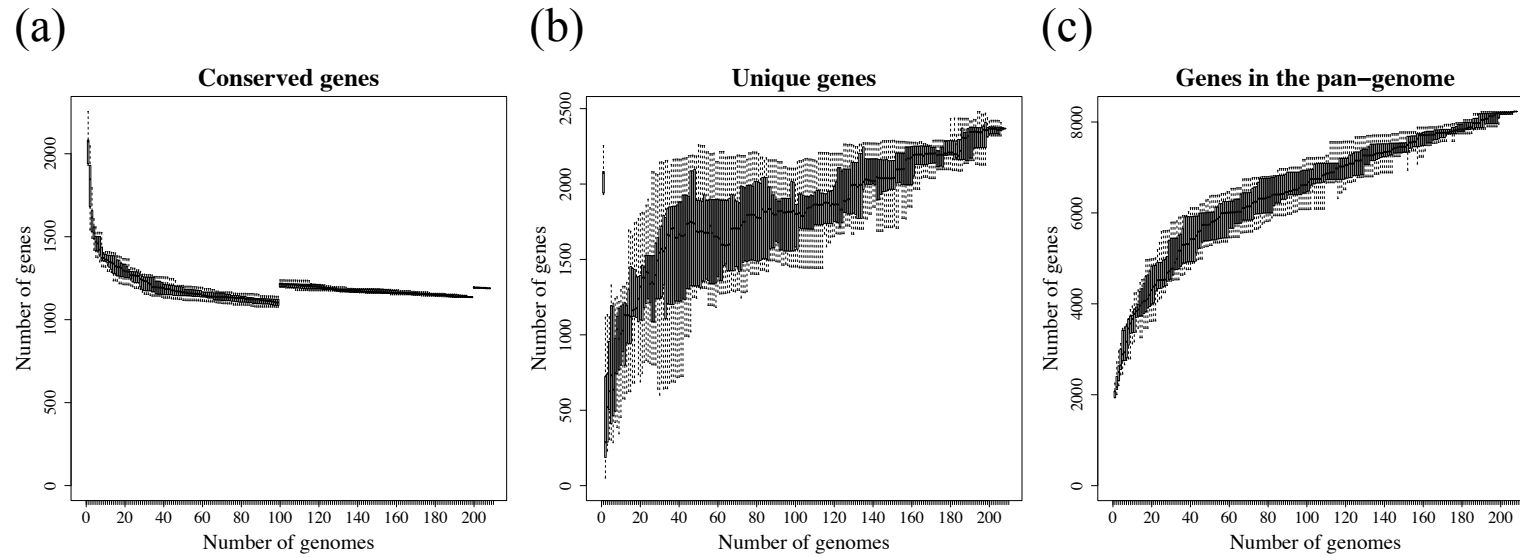 (a)
Conserved genes
Number of genes
0 500 1000 1500 2000
0 20 40 60 80 100 120 140 160 180 200
Number of genomes
(b)
Unique genes
Number of genes
0 500 1000 1500 2000 2500
0 20 40 60 80 100 120 140 160 180 200
Number of genomes
(c)
Genes in the pan−genome
Number of genes
0 2000 4000 6000 8000
0 20 40 60 80 100 120 140 160 180 200
Number of genomes